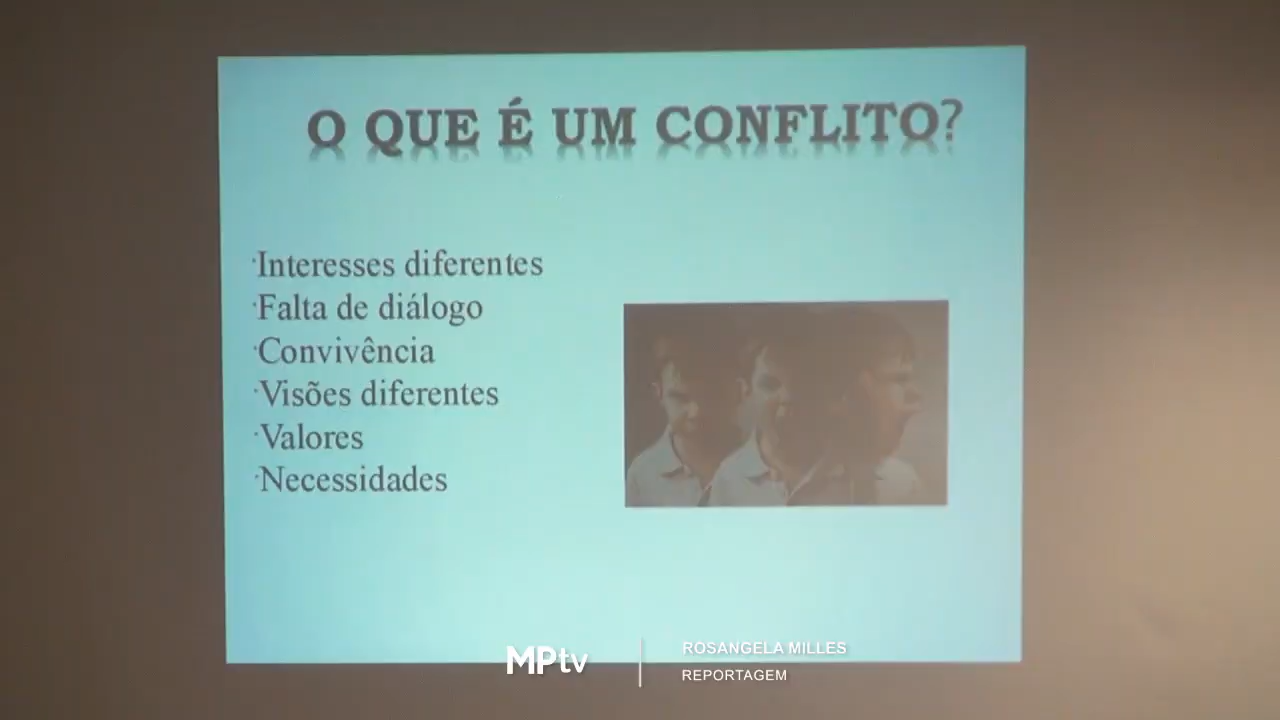 O QUE É UM CONFLITO?
·Interesses diferentes
·Falta de diálogo
·Convivência
·Visões diferentes
·Valores
·Necessidades
MPtv
ROSANGELA MILLES
REPORTAGEM